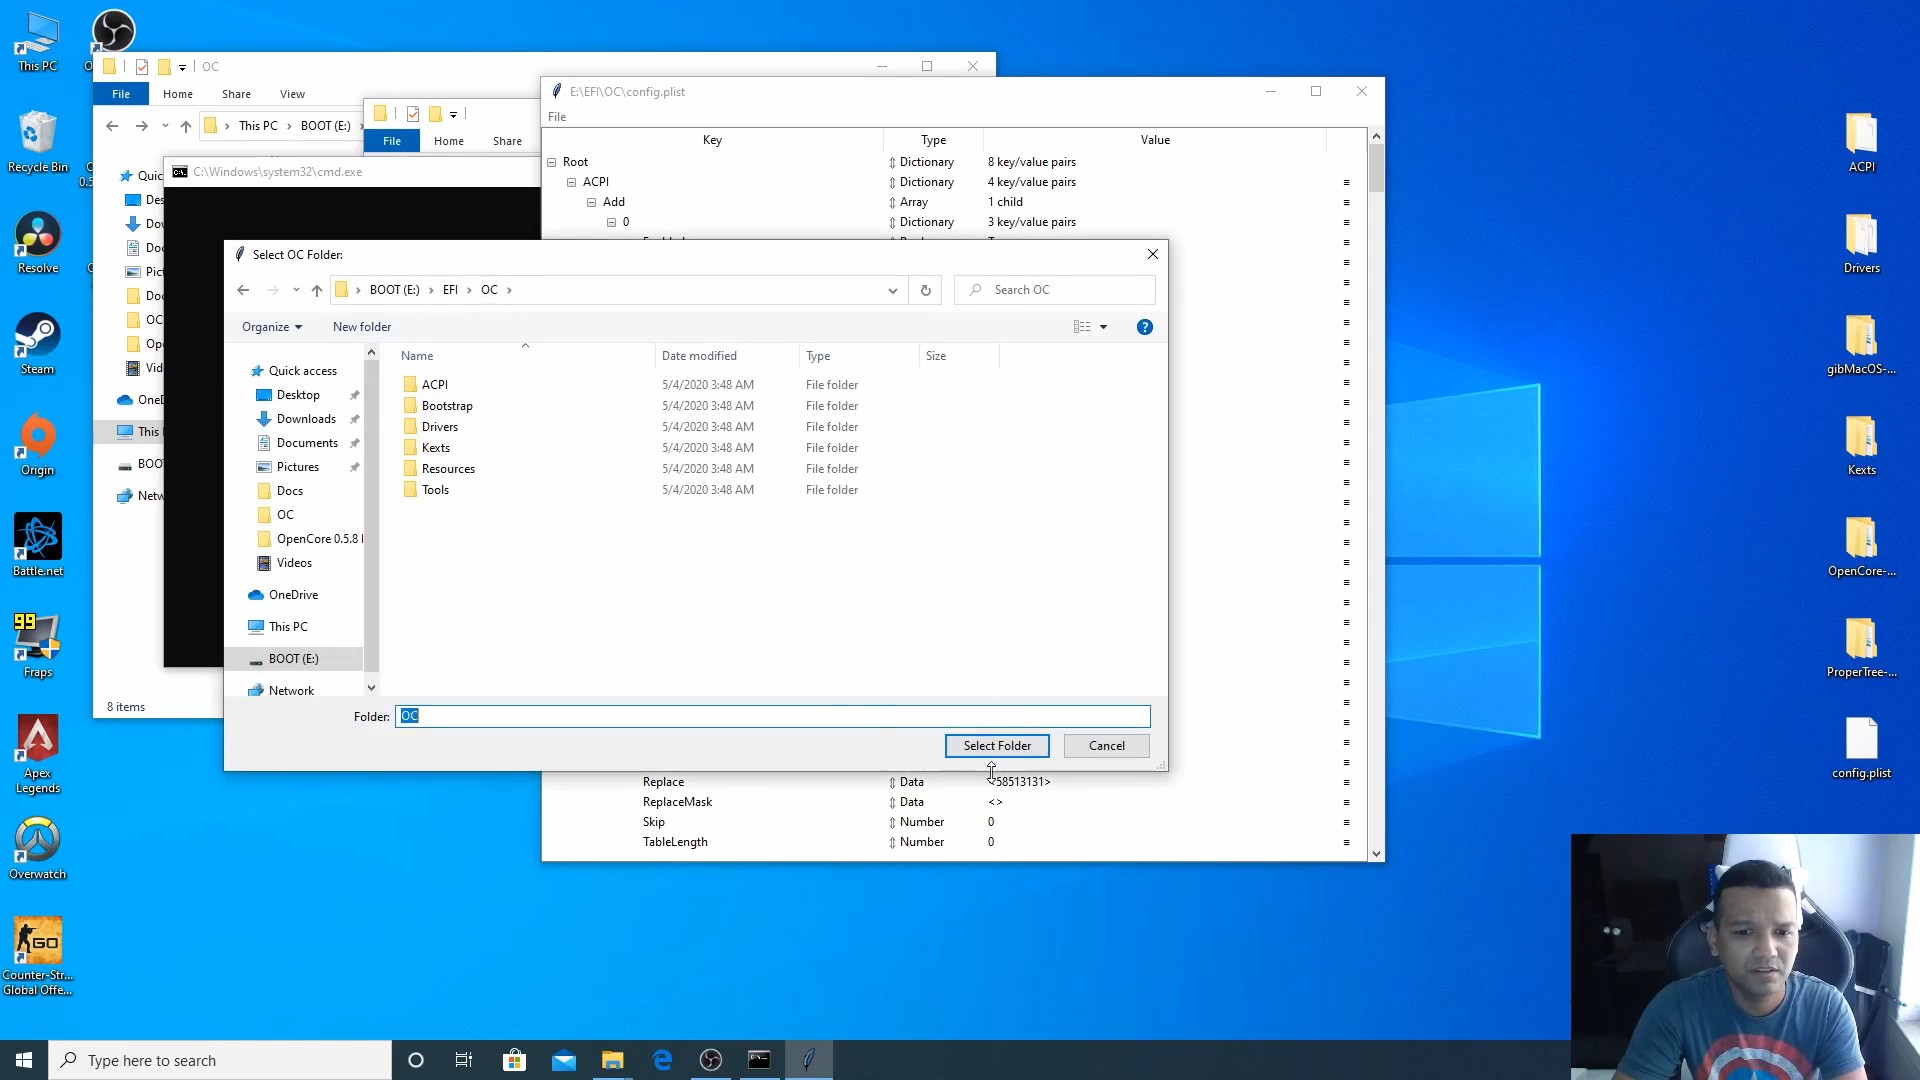 This PC
Recycle Bin
Resolve
Steam
Origin
Battle.net
99
Fraps
Apex
Legends
Overwatch
GO
Counter-Str...
Global Offe...
OC
File
Home
Share
View
This PC
BOOT (E:)
8 items
File
Home
Share
C:\Windows\system32\cmd.exe
E:\EFI\OC\config.plist
File
Key
Type
Value
Root
Dictionary
8 key/value pairs
ACPI
Dictionary
4 key/value pairs
Add
Array
1 child
0
Dictionary
3 key/value pairs
Select OC Folder:
BOOT (E:)
EFI
OC
Search OC
Organize
New folder
Name
Date modified
Type
Size
Quick access
Desktop
Downloads
Documents
Pictures
Docs
OC
OpenCore 0.5.8
Videos
OneDrive
This PC
BOOT (E:)
Network
ACPI 5/4/2020 3:48 AM File folder
Bootstrap 5/4/2020 3:48 AM File folder
Drivers 5/4/2020 3:48 AM File folder
Kexts 5/4/2020 3:48 AM File folder
Resources 5/4/2020 3:48 AM File folder
Tools 5/4/2020 3:48 AM File folder
Folder: OC
Select Folder
Cancel
Replace Data <58513131>
ReplaceMask Data <>
Skip Number 0
TableLength Number 0
ACPI
Drivers
gibMacOS-...
Kexts
OpenCore-...
ProperTree-...
config.plist
Type here to search